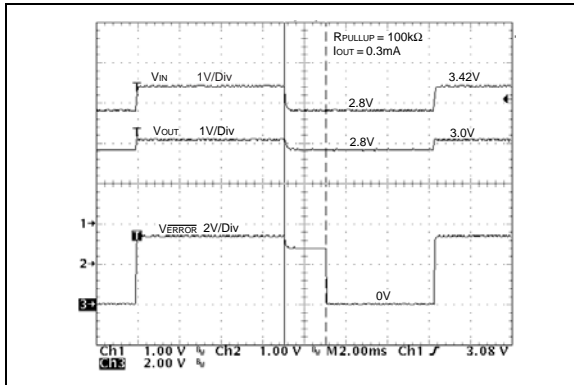 RPULLUP = 100kΩ
IOUT = 0.3mA
VIN 1V/Div
3.42V
2.8V
VOUT 1V/Div
2.8V
3.0V
1→
T
VERROR 2V/Div
2→
3→
0V
Ch1 1.00 V Ch2 1.00 V M 2.00ms Ch1 3.08 V
Ch3 2.00 V